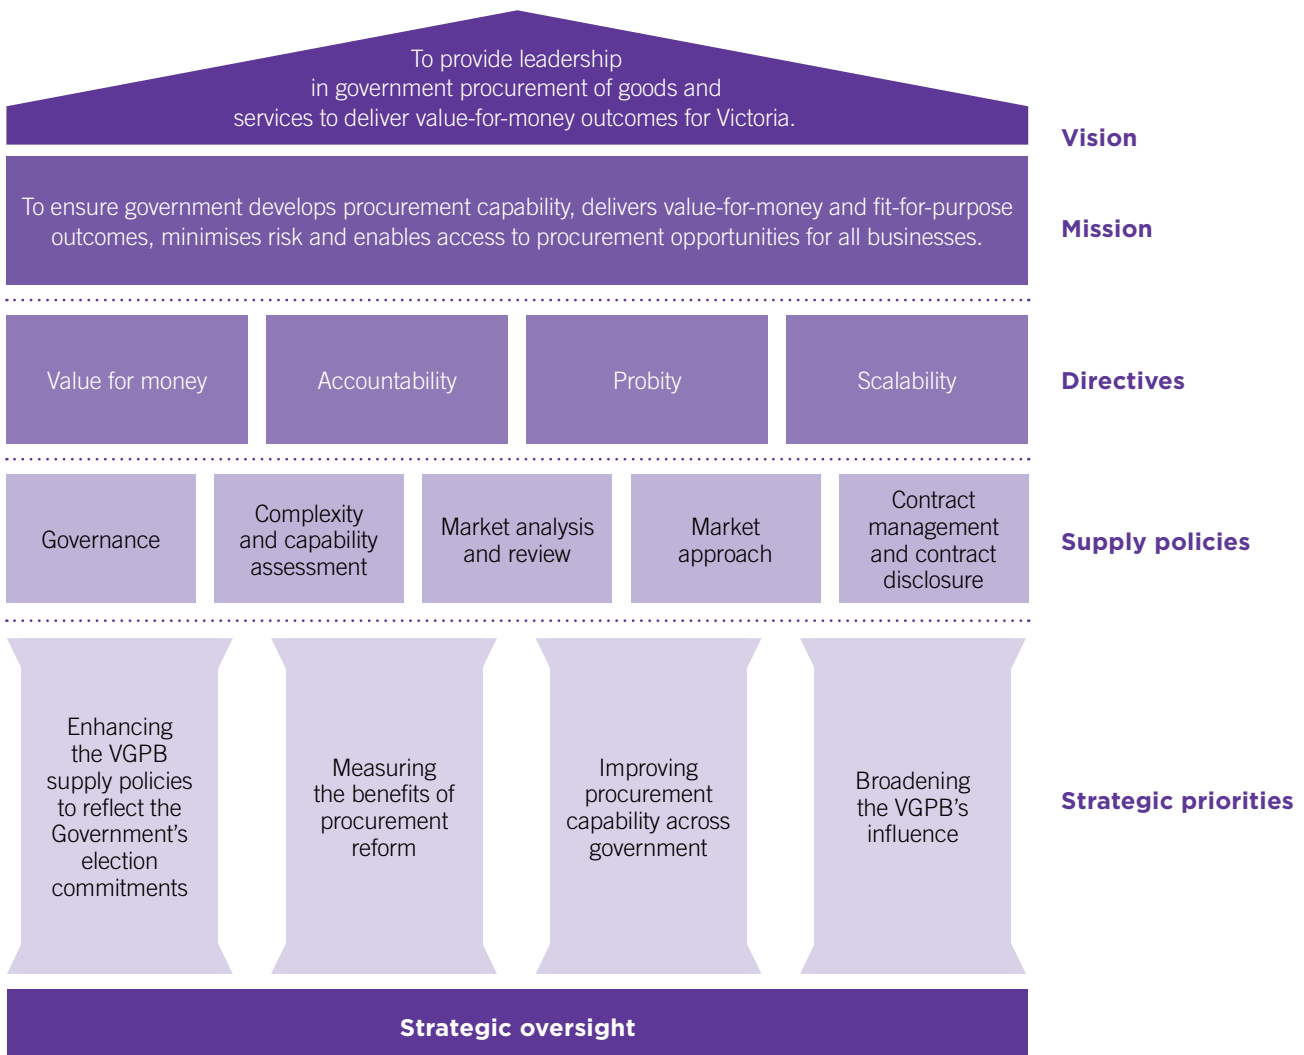 To provide leadership
in government procurement of goods and
services to deliver value-for-money outcomes for Victoria.
Vision
To ensure government develops procurement capability, delivers value-for-money and fit-for-purpose
outcomes, minimises risk and enables access to procurement opportunities for all businesses.
Mission
Value for money
Accountability
Probity
Scalability
Directives
Governance
Complexity
and capability
assessment
Market analysis
and review
Market
approach
Contract
management
and contract
disclosure
Supply policies
Enhancing
the VGPB
supply policies
to reflect the
Government’s
election
commitments
Measuring
the benefits of
procurement
reform
Improving
procurement
capability across
government
Broadening
the VGPB’s
influence
Strategic priorities
Strategic oversight